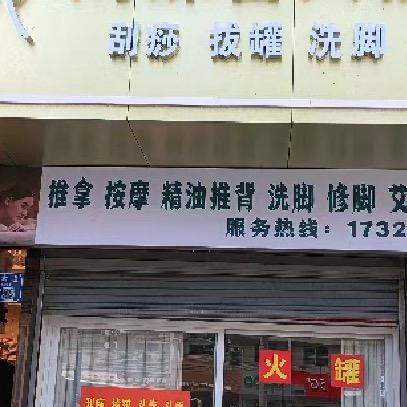 刮痧 拔罐 洗脚
推拿 按摩 精油推背 洗脚 修脚 艾
服务热线：1732
火 罐